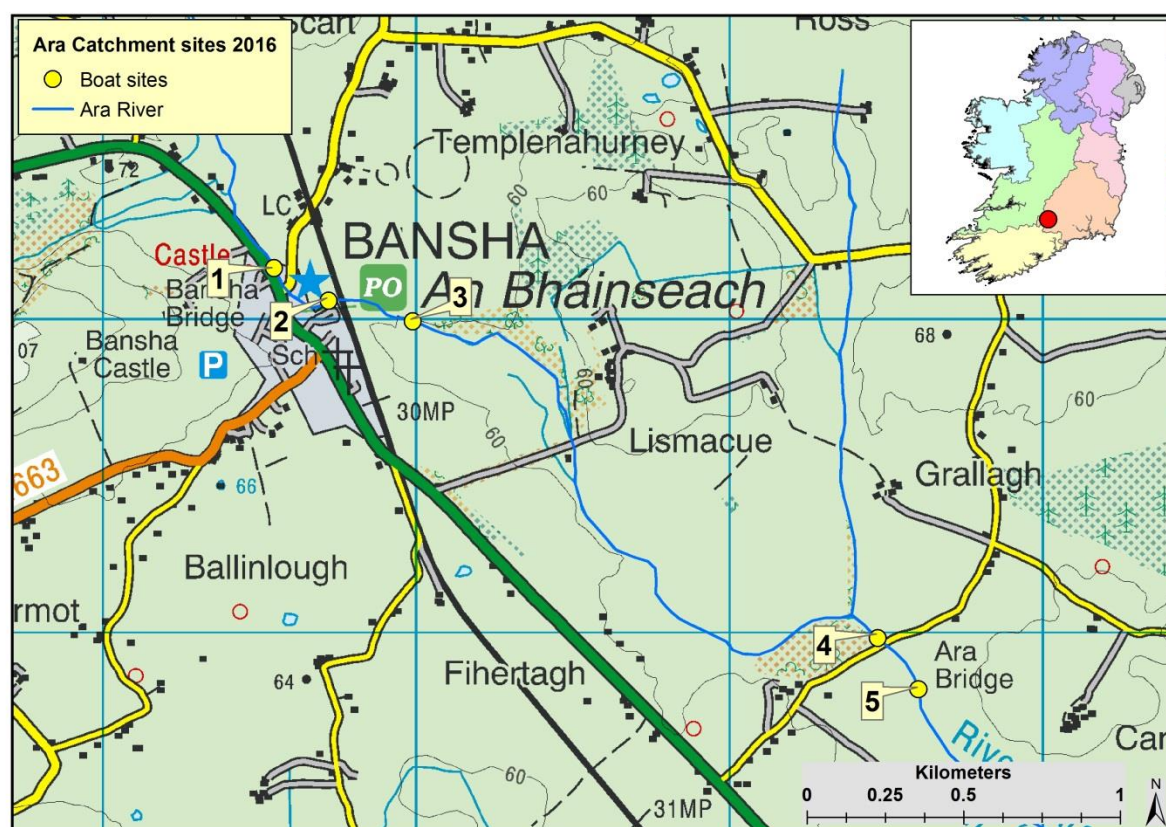 Ara Catchment sites 2016
Boat sites
Ara River
Ross
Templenahurney
72
60
60
LC
BANSHA
Castle
1
PO
An Bháinseach
3
Bansha
Bridge
2
68
07
Bansha
Castle
P
Sch
60
60
30MP
60
Lismacue
Grallagh
663
66
Ballinlough
rmot
4
Ara
Bridge
64
Fihertagh
5
Car
60
31MP
Kilometers
0
0.25
0.5
1
N